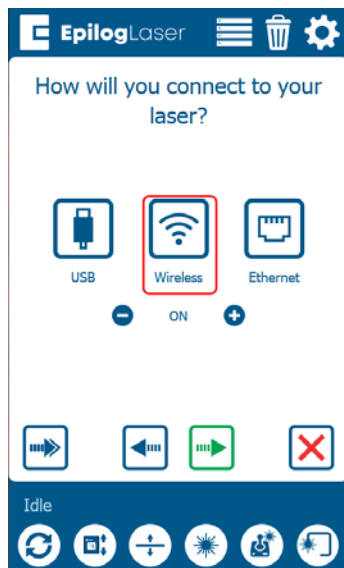 EpilogLaser
How will you connect to your
laser?
USB Wireless Ethernet
ON
Idle